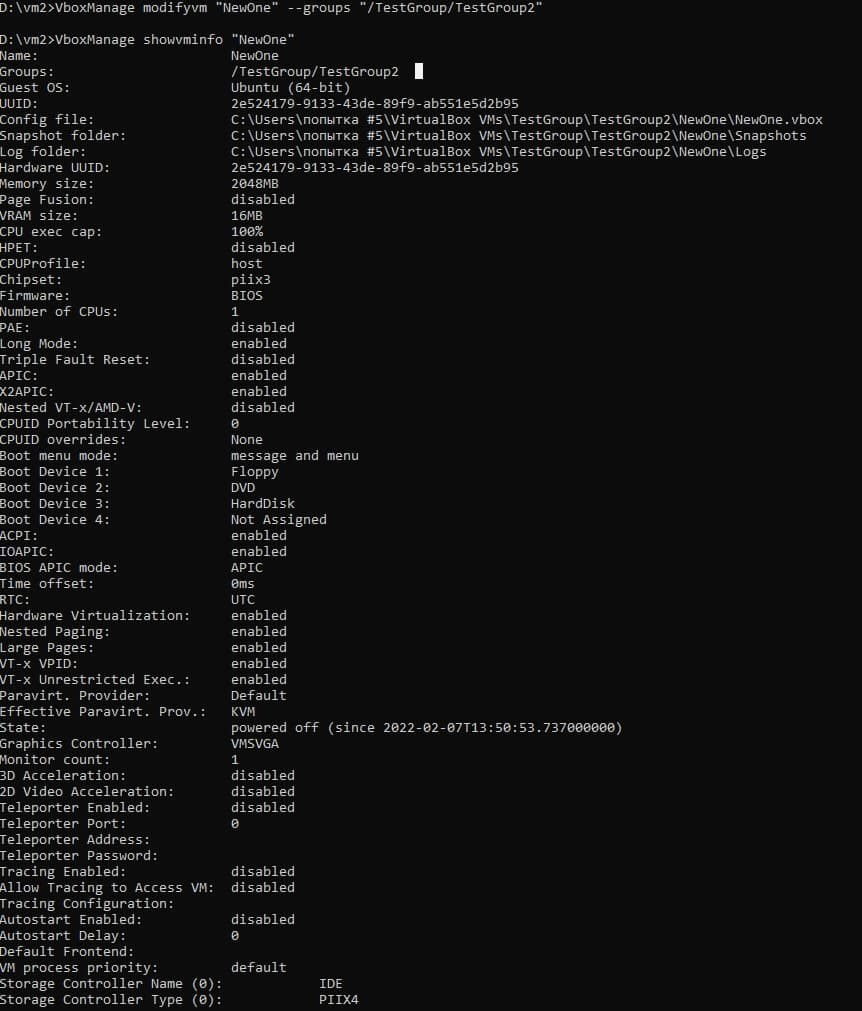 D:\vm2>VboxManage modifyvm "NewOne" --groups "/TestGroup/TestGroup2"
D:\vm2>VboxManage showvminfo "NewOne"
Name: NewOne
Groups: /TestGroup/TestGroup2
Guest OS: Ubuntu (64-bit)
UUID: 2e524179-9133-43de-89f9-ab551e5d2b95
Config file: C:\Users\попытка #5\VirtualBox VMs\TestGroup\TestGroup2\NewOne\NewOne.vbox
Snapshot folder: C:\Users\попытка #5\VirtualBox VMs\TestGroup\TestGroup2\NewOne\Snapshots
Log folder: C:\Users\попытка #5\VirtualBox VMs\TestGroup\TestGroup2\NewOne\Logs
Hardware UUID: 2e524179-9133-43de-89f9-ab551e5d2b95
Memory size: 2048MB
Page Fusion: disabled
VRAM size: 16MB
CPU exec cap: 100%
HPET: disabled
CPUProfile: host
Chipset: piix3
Firmware: BIOS
Number of CPUs: 1
PAE: disabled
Long Mode: enabled
Triple Fault Reset: disabled
APIC: enabled
X2APIC: enabled
Nested VT-x/AMD-V: disabled
CPUID Portability Level: 0
CPUID overrides: None
Boot menu mode: message and menu
Boot Device 1: Floppy
Boot Device 2: DVD
Boot Device 3: HardDisk
Boot Device 4: Not Assigned
ACPI: enabled
IOAPIC: enabled
BIOS APIC mode: APIC
Time offset: 0ms
RTC: UTC
Hardware Virtualization: enabled
Nested Paging: enabled
Large Pages: enabled
VT-x VPID: enabled
VT-x Unrestricted Exec.: enabled
Paravirt. Provider: Default
Effective Paravirt. Prov.: KVM
State: powered off (since 2022-02-07T13:50:53.737000000)
Graphics Controller: VMSVGA
Monitor count: 1
3D Acceleration: disabled
2D Video Acceleration: disabled
Teleporter Enabled: disabled
Teleporter Port: 0
Teleporter Address:
Teleporter Password:
Tracing Enabled: disabled
Allow Tracing to Access VM: disabled
Tracing Configuration:
Autostart Enabled: disabled
Autostart Delay: 0
Default Frontend:
VM process priority: default
Storage Controller Name (0): IDE
Storage Controller Type (0): PIIX4